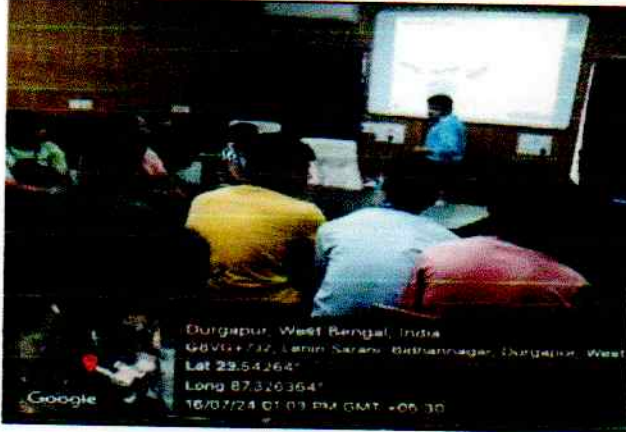 Durgapur, West Bengal, India
Lenin Sarani, Bidhannagar, Durgapur, West
Lat 23.54264°
Long 87.326364°
16/07/24 01:03 PM GMT +05:30
Google